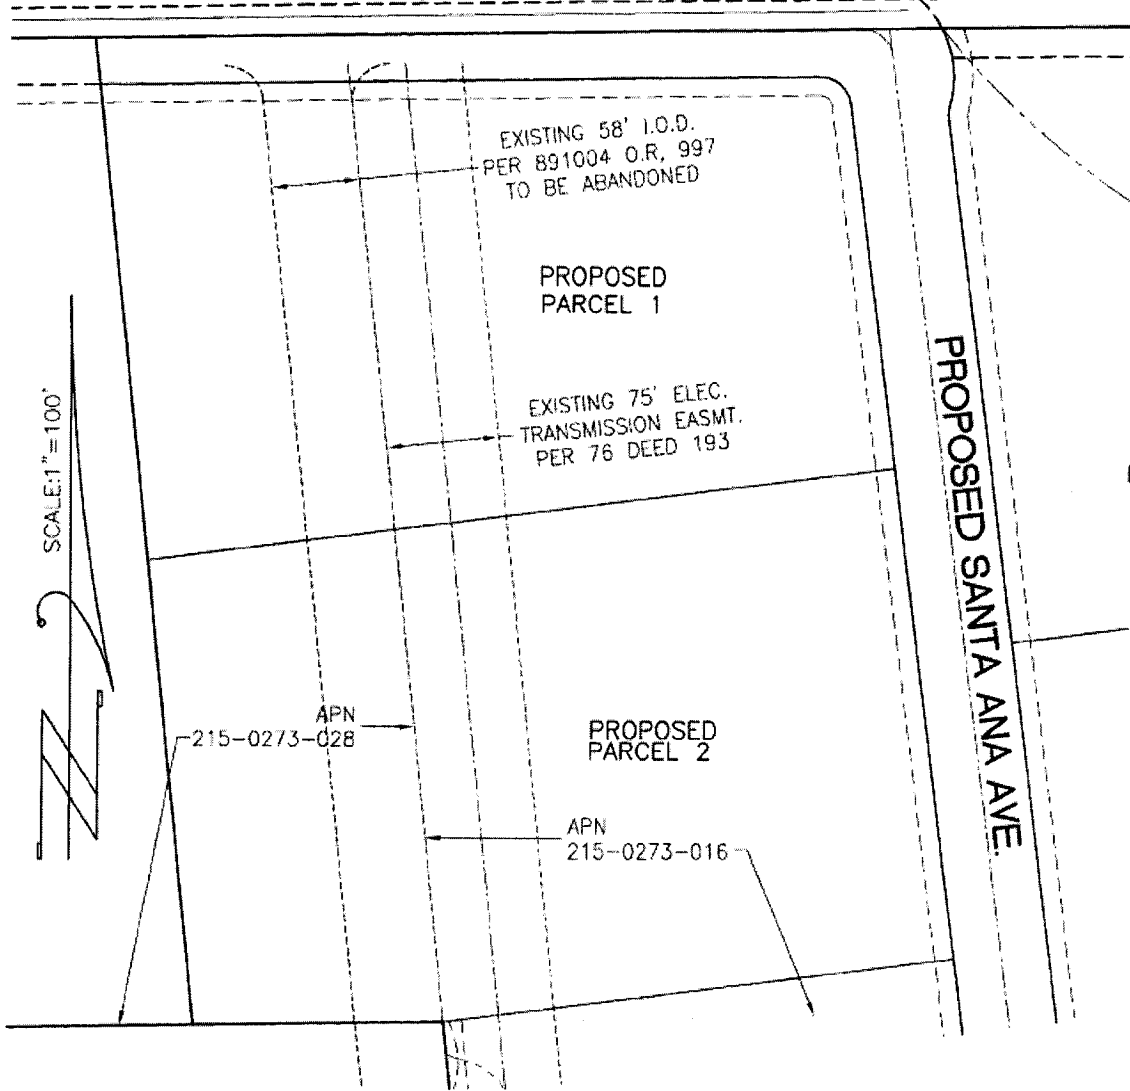 EXISTING 58' I.O.D.
PER 891004 O.R, 997
TO BE ABANDONED
PROPOSED
PARCEL 1
EXISTING 75' ELEC.
TRANSMISSION EASMT.
PER 76 DEED 193
SCALE:1"=100'
PROPOSED SANTA ANA AVE.
APN
215-0273-028
PROPOSED
PARCEL 2
APN
215-0273-016